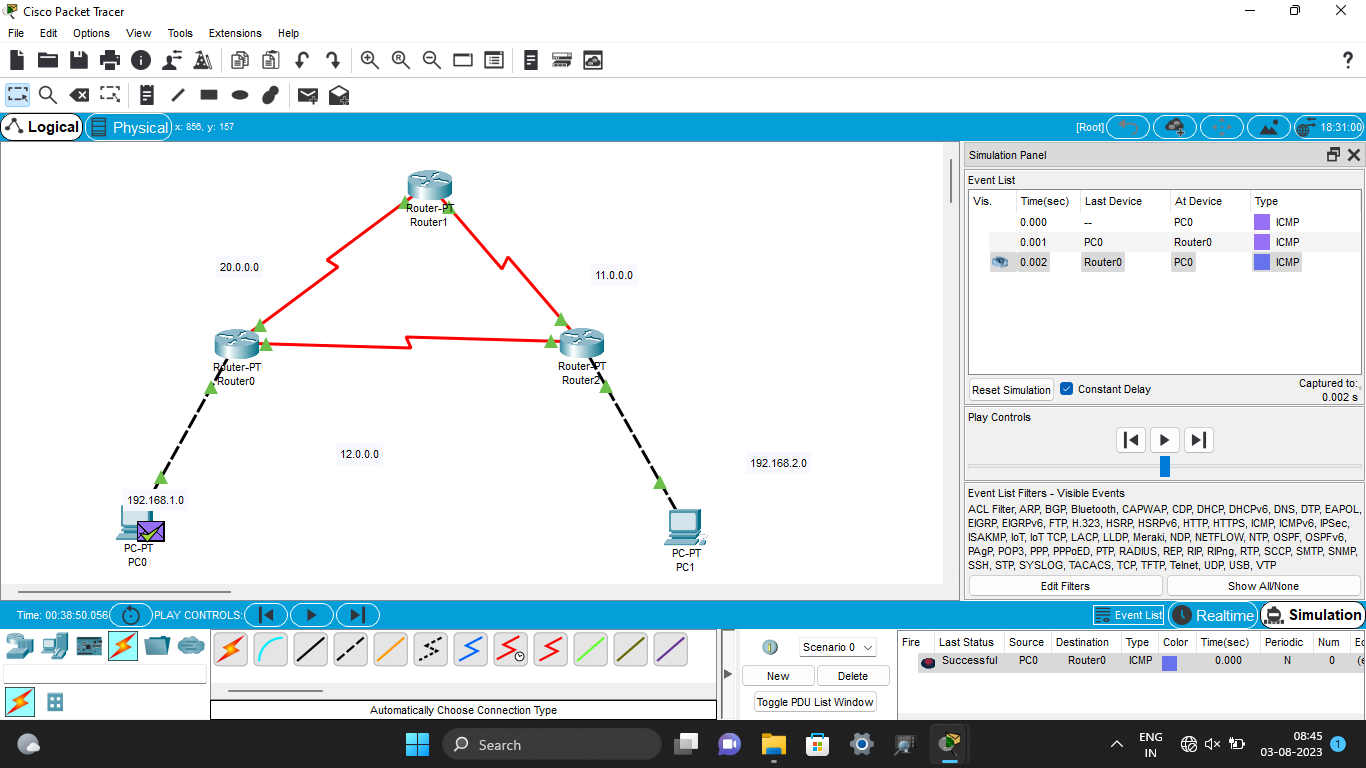 Cisco Packet Tracer
File Edit Options View Tools Extensions Help
?
Logical Physical x: 856, y: 157 [Root] 18:31:00
Simulation Panel
Event List
Vis. Time(sec) Last Device At Device Type
0.000 -- PC0 ICMP
0.001 PC0 Router0 ICMP
0.002 Router0 PC0 ICMP
Reset Simulation Constant Delay Captured to:
0.002 s
Play Controls
Event List Filters - Visible Events
ACL Filter, ARP, BGP, Bluetooth, CAPWAP, CDP, DHCP, DHCPv6, DNS, DTP, EAPOL,
EIGRP, EIGRPv6, FTP, H.323, HSRP, HSRPv6, HTTP, HTTPS, ICMP, ICMPv6, IPSec,
ISAKMP, IoT, IoT TCP, LACP, LLDP, Meraki, NDP, NETFLOW, NTP, OSPF, OSPFv6,
PAgP, POP3, PPP, PPPoED, PTP, RADIUS, REP, RIP, RIPng, RTP, SCCP, SMTP, SNMP,
SSH, STP, SYSLOG, TACACS, TCP, TFTP, Telnet, UDP, USB, VTP
Edit Filters Show All/None
Router-PT
Router1
20.0.0.0
11.0.0.0
Router-PT
Router0
Router-PT
Router2
12.0.0.0
192.168.2.0
192.168.1.0
PC-PT
PC0
PC-PT
PC1
Time: 00:38:50.056 PLAY CONTROLS: Event List Realtime Simulation
Scenario 0
New Delete
Toggle PDU List Window
Fire Last Status Source Destination Type Color Time(sec) Periodic Num
Successful PC0 Router0 ICMP 0.000 N 0
Automatically Choose Connection Type
Search
ENG
IN
08:45
03-08-2023
1